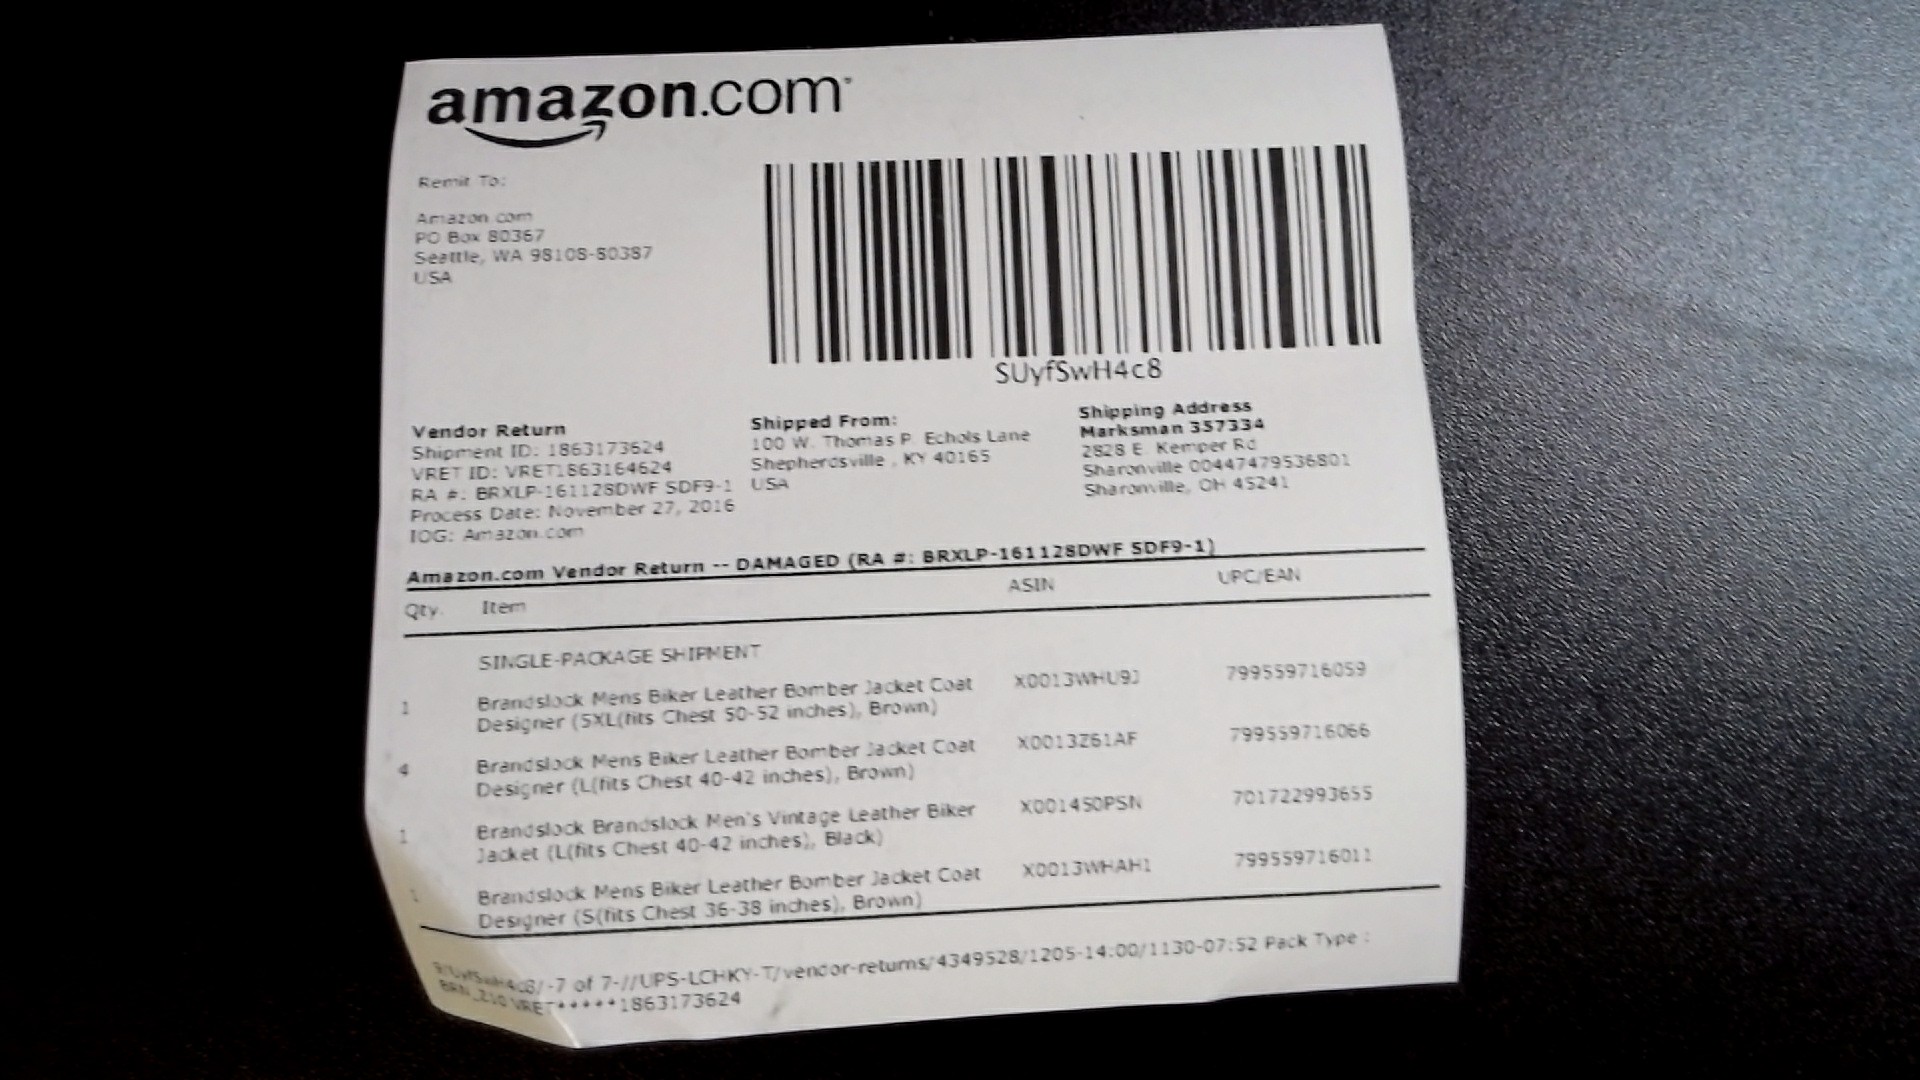 amazon.com
Remit To:
Amazon.com
PO Box 80367
Seattle, WA 98108-80387
USA
SUyfSwH4c8
Vendor Return
Shipment ID: 1863173624
VRET ID: VRET1863164624
RA #: BRXLP-161128DWF SDF9-1
Process Date: November 27, 2016
IOG: Amazon.com
Shipped From:
100 W. Thomas P. Echols Lane
Shepherdsville , KY 40165
USA
Shipping Address
Marksman 357334
2828 E. Kemper Rd
Sharonville 00447479536801
Sharonville, OH 45241
Amazon.com Vendor Return -- DAMAGED (RA #: BRXLP-161128DWF SDF9-1)
Qty. Item ASIN UPC/EAN
SINGLE-PACKAGE SHIPMENT
1 Brandslock Mens Biker Leather Bomber Jacket Coat X0013WHU9J 799559716059
Designer (5XL(fits Chest 50-52 inches), Brown)
4 Brandslock Mens Biker Leather Bomber Jacket Coat X0013Z61AF 799559716066
Designer (L(fits Chest 40-42 inches), Brown)
1 Brandslock Brandslock Men's Vintage Leather Biker X001450PSN 701722993655
Jacket (L(fits Chest 40-42 inches), Black)
1 Brandslock Mens Biker Leather Bomber Jacket Coat X0013WHAH1 799559716011
Designer (S(fits Chest 36-38 inches), Brown)
/-7 of 7-//UPS-LCHKY-T/vendor-returns/4349528/1205-14:00/1130-07:52 Pack Type :
VRET*****1863173624